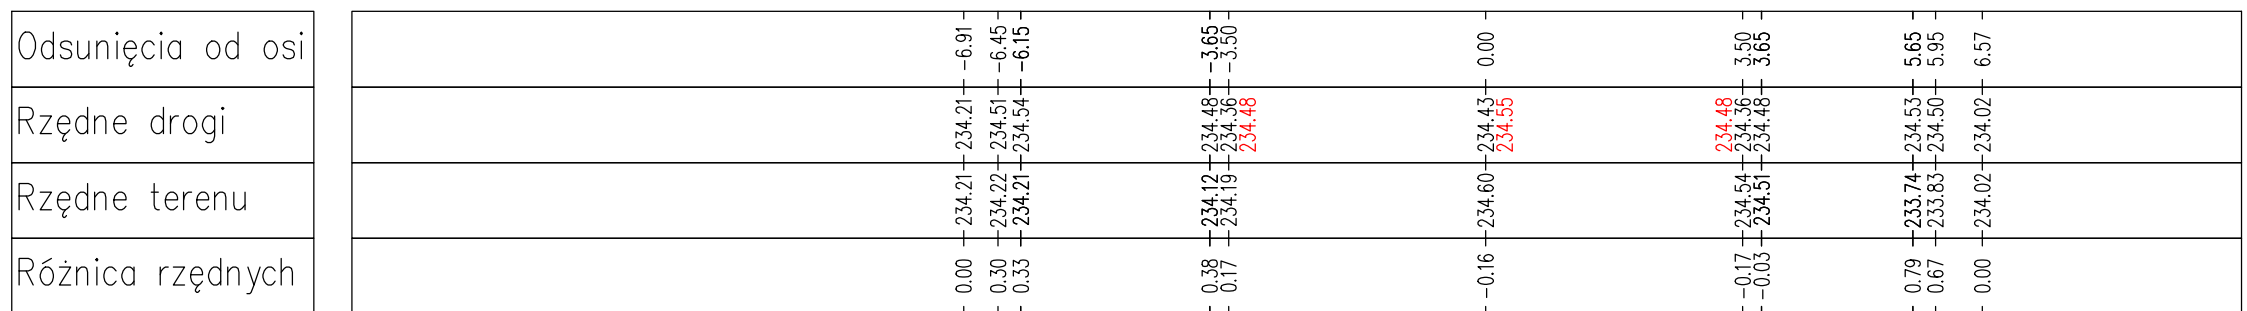 Odsunięcia od osi -6.91 -6.45 -6.15 -3.65 -3.50 0.00 3.50 3.65 5.65 5.95 6.57
Rzędne drogi 234.21 234.51 234.54 234.48 234.36 234.48 234.43 234.55 234.48 234.36 234.48 234.53 234.50 234.02
Rzędne terenu 234.21 234.22 234.21 234.12 234.19 234.60 234.54 234.51 233.74 233.83 234.02
Różnica rzędnych 0.00 0.30 0.33 0.38 0.17 -0.16 -0.17 -0.03 0.79 0.67 0.00